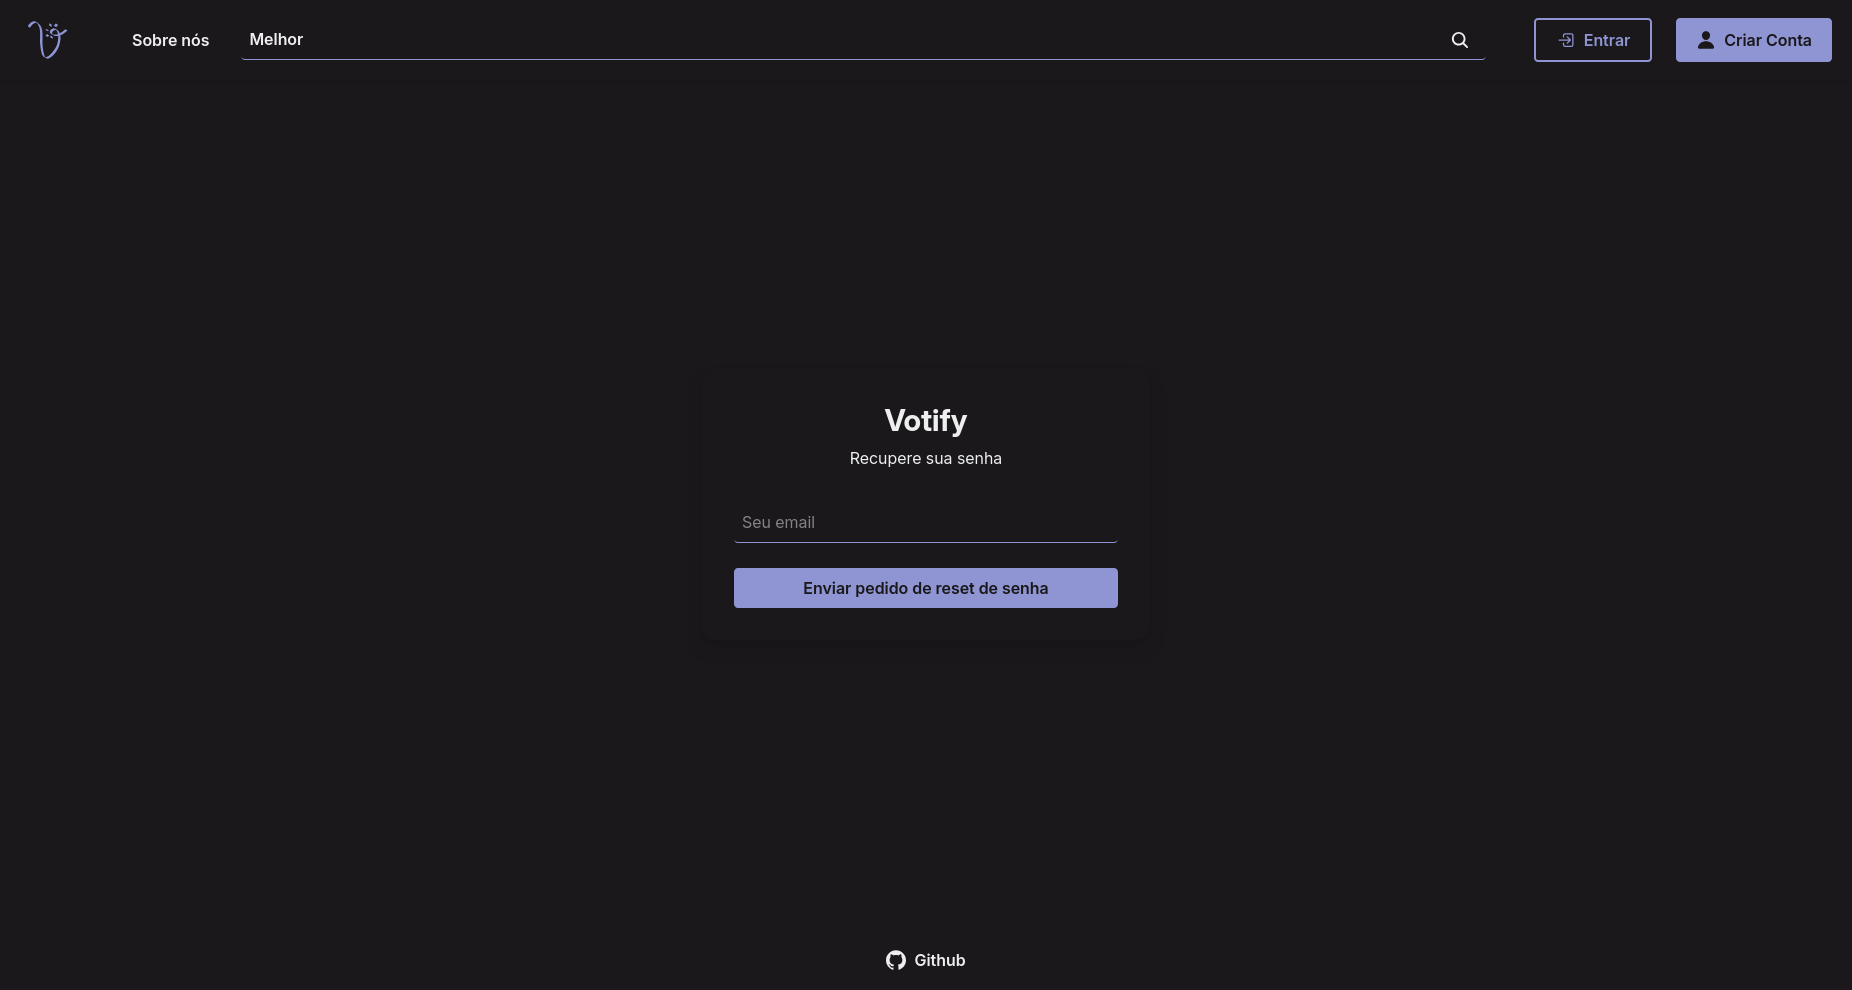 Sobre nós
Melhor
Entrar
Criar Conta
Votify
Recupere sua senha
Seu email
Enviar pedido de reset de senha
Github